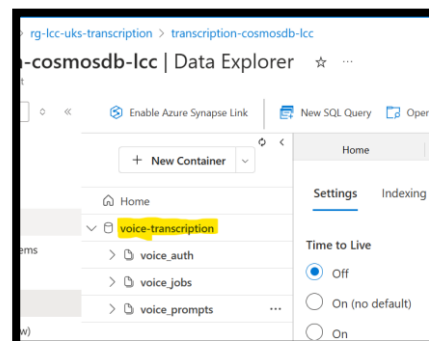 rg-lcc-uks-transcription > transcription-cosmosdb-lcc
-cosmosdb-lcc | Data Explorer
Enable Azure Synapse Link
New SQL Query
Open
+ New Container
Home
Home
voice-transcription
voice_auth
voice_jobs
voice_prompts
Settings
Indexing
Time to Live
Off
On (no default)
On